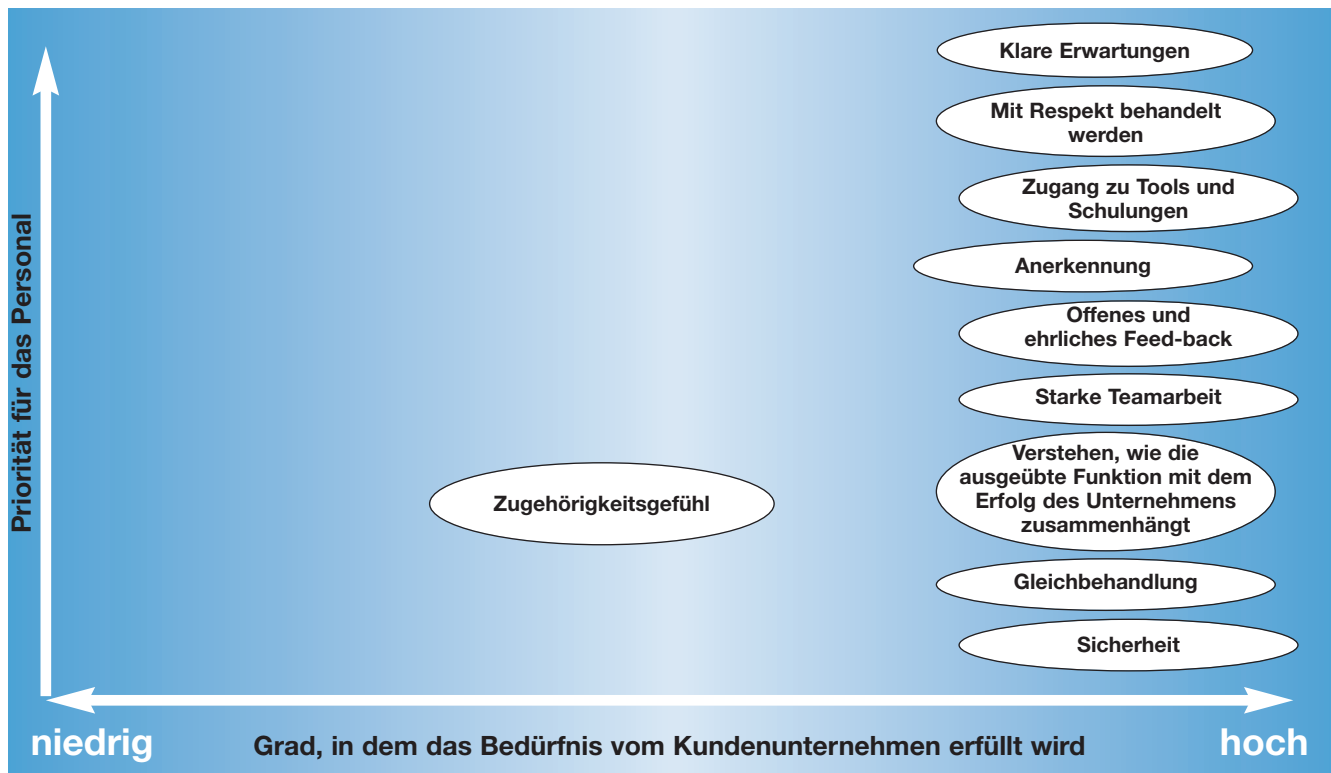 Klare Erwartungen
Mit Respekt behandelt
werden
Zugang zu Tools und
Schulungen
Anerkennung
Offenes und
ehrliches Feed-back
Starke Teamarbeit
Verstehen, wie die
ausgeübte Funktion mit dem
Erfolg des Unternehmens
zusammenhängt
Zugehörigkeitsgefühl
Gleichbehandlung
Sicherheit
Priorität für das Personal
niedrig
Grad, in dem das Bedürfnis vom Kundenunternehmen erfüllt wird
hoch